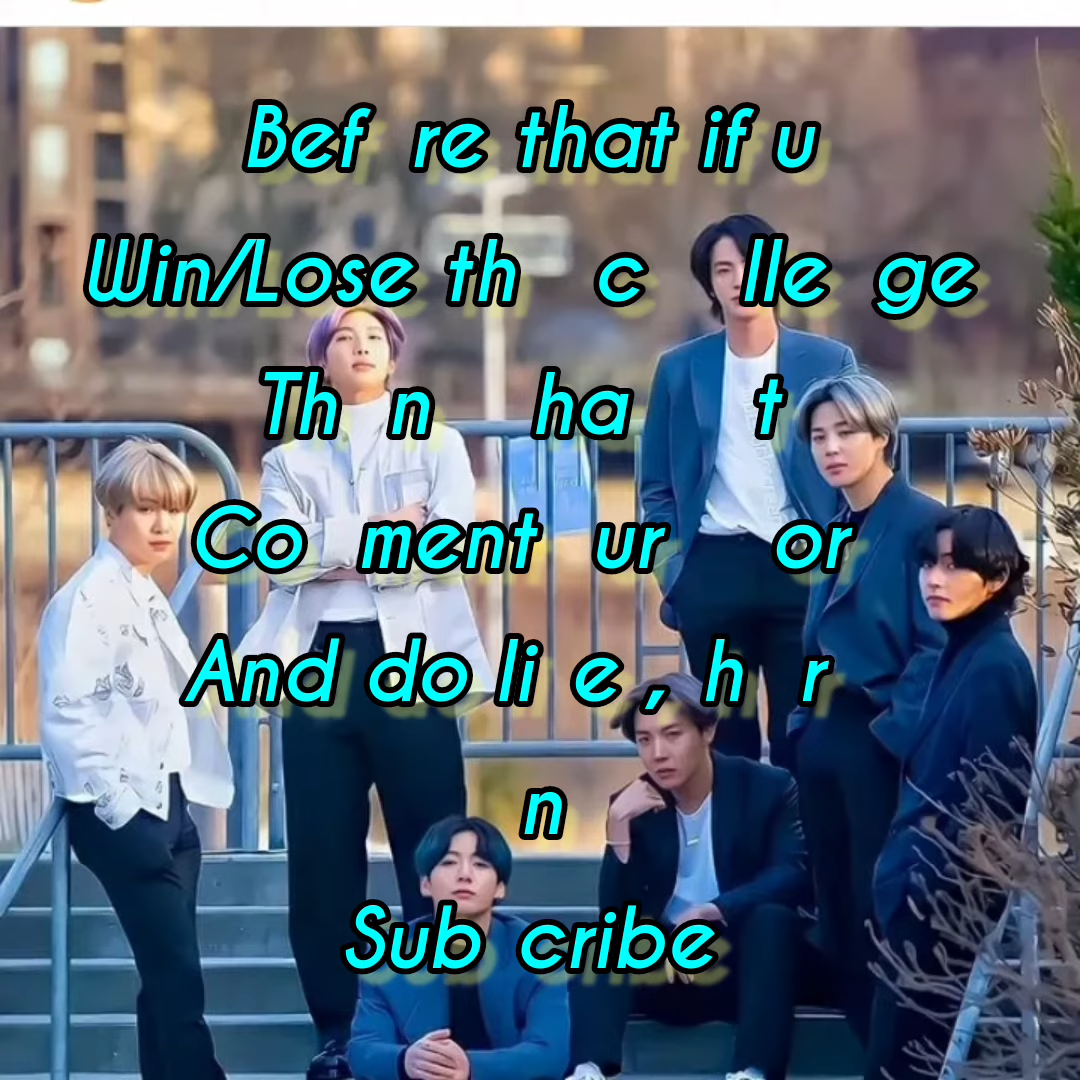 Bef re that if u
Win/Lose th c lle ge
Th n ha t
Co ment ur or
And do li e , h r
n
Sub cribe